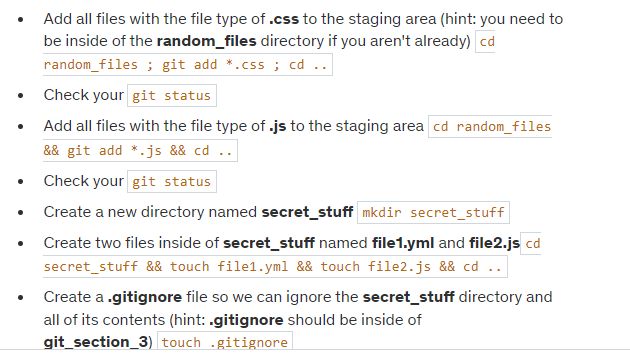 • Add all files with the file type of .css to the staging area (hint: you need to
be inside of the random_files directory if you aren't already) cd
random_files ; git add *.css ; cd ..
• Check your git status
• Add all files with the file type of .js to the staging area cd random_files
&& git add *.js && cd ..
• Check your git status
• Create a new directory named secret_stuff mkdir secret_stuff
• Create two files inside of secret_stuff named file1.yml and file2.js cd
secret_stuff && touch file1.yml && touch file2.js && cd ..
• Create a .gitignore file so we can ignore the secret_stuff directory and
all of its contents (hint: .gitignore should be inside of
git_section_3) touch .gitignore